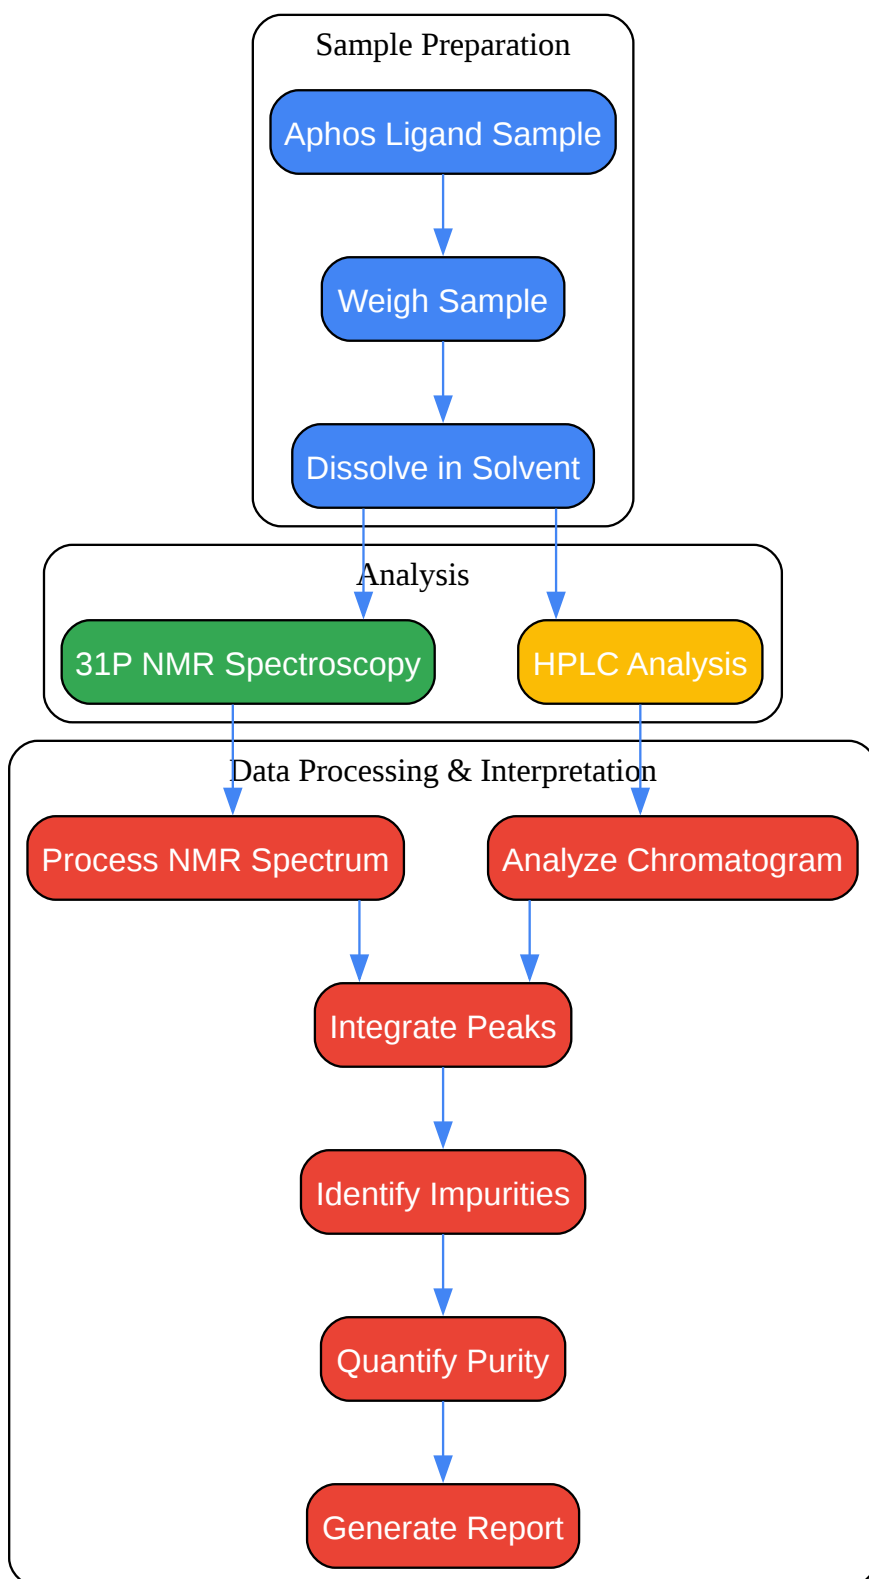 Sample Preparation
Aphos Ligand Sample
Weigh Sample
Dissolve in Solvent
Analysis
31P NMR Spectroscopy
HPLC Analysis
Data Processing & Interpretation
Process NMR Spectrum
Analyze Chromatogram
Integrate Peaks
Identify Impurities
Quantify Purity
Generate Report